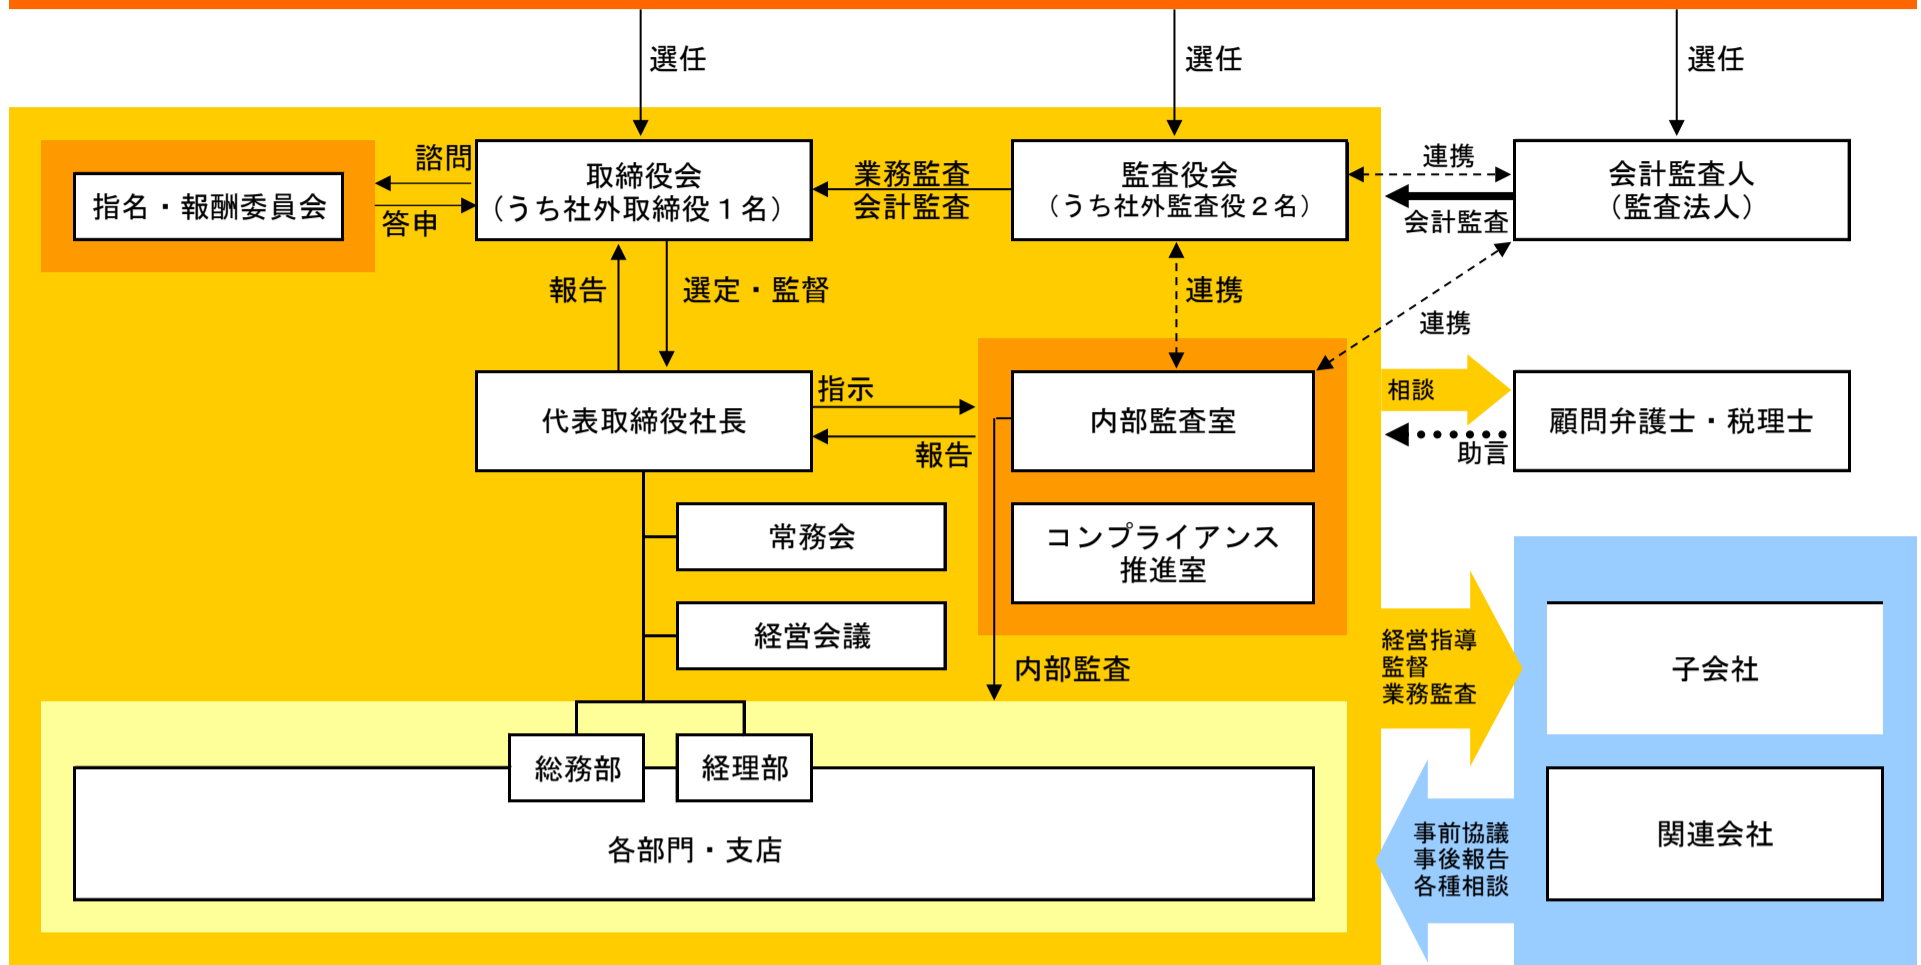 選任
選任
選任
諮問
答申
指名・報酬委員会
取締役会
（うち社外取締役１名）
業務監査
会計監査
監査役会
（うち社外監査役２名）
連携
会計監査
会計監査人
（監査法人）
報告
選定・監督
連携
連携
代表取締役社長
指示
報告
内部監査室
相談
助言
顧問弁護士・税理士
常務会
コンプライアンス
推進室
経営会議
内部監査
経営指導
監督
業務監査
子会社
総務部
経理部
各部門・支店
事前協議
事後報告
各種相談
関連会社